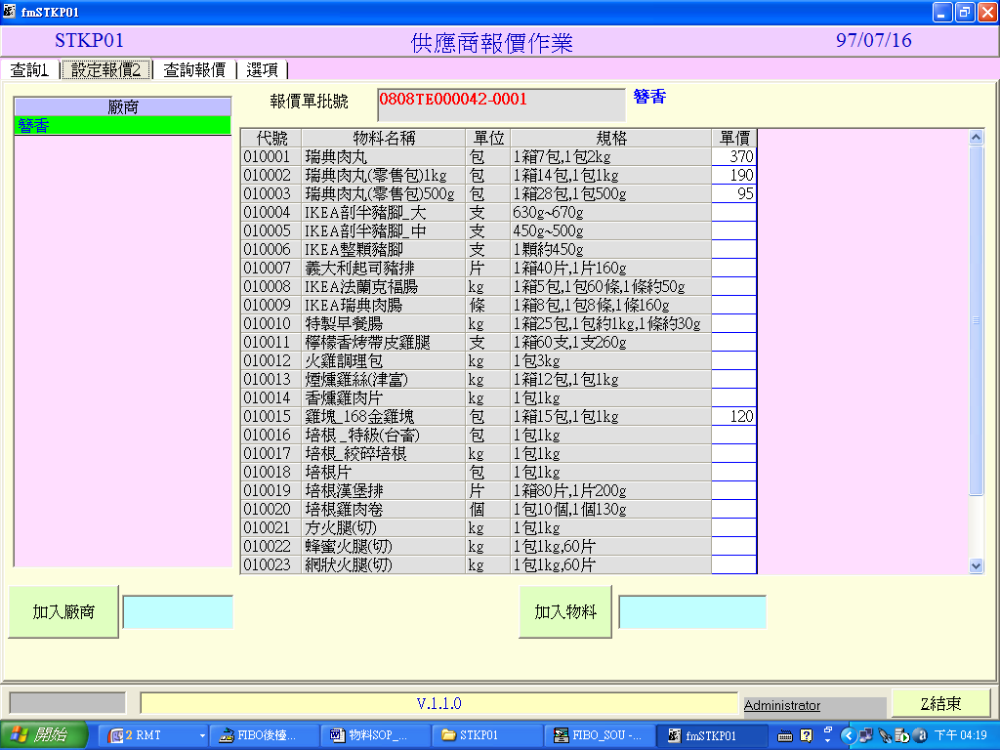 fmSTKP01
STKP01 供應商報價作業 97/07/16
查詢1 設定報價2 查詢報價 選項
廠商 報價單批號 0808TE000042-0001 簪香
簪香
代號 物料名稱 單位 規格 單價
010001 瑞典肉丸 包 1箱7包,1包2kg 370
010002 瑞典肉丸(零售包)1kg 包 1箱14包,1包1kg 190
010003 瑞典肉丸(零售包)500g 包 1箱28包,1包500g 95
010004 IKEA剖半豬腳_大 支 630g~670g
010005 IKEA剖半豬腳_中 支 450g~500g
010006 IKEA整顆豬腳 支 1顆約450g
010007 義大利起司豬排 片 1箱40片,1片160g
010008 IKEA法蘭克福腸 kg 1箱5包,1包60條,1條約50g
010009 IKEA瑞典肉腸 條 1箱8包,1包8條,1條160g
010010 特製早餐腸 kg 1箱25包,1包約1kg,1條約30g
010011 檸檬香烤帶皮雞腿 支 1箱60支,1支260g
010012 火雞調理包 kg 1包3kg
010013 煙燻雞絲(津富) kg 1箱12包,1包1kg
010014 香燻雞肉片 kg 1包1kg
010015 雞塊_168金雞塊 包 1箱15包,1包1kg 120
010016 培根 _特級(台畜) 包 1包1kg
010017 培根_絞碎培根 kg 1包1kg
010018 培根片 包 1包1kg
010019 培根漢堡排 片 1箱80片,1片200g
010020 培根雞肉卷 個 1包10個,1個130g
010021 方火腿(切) kg 1包1kg
010022 蜂蜜火腿(切) kg 1包1kg,60片
010023 網狀火腿(切) kg 1包1kg,60片
加入廠商 加入物料
V.1.1.0 Administrator Z結束
開始 2 RMT FIBO後檯... 物料SOP_... STKP01 FIBO_SOU -... fmSTKP01 下午 04:19